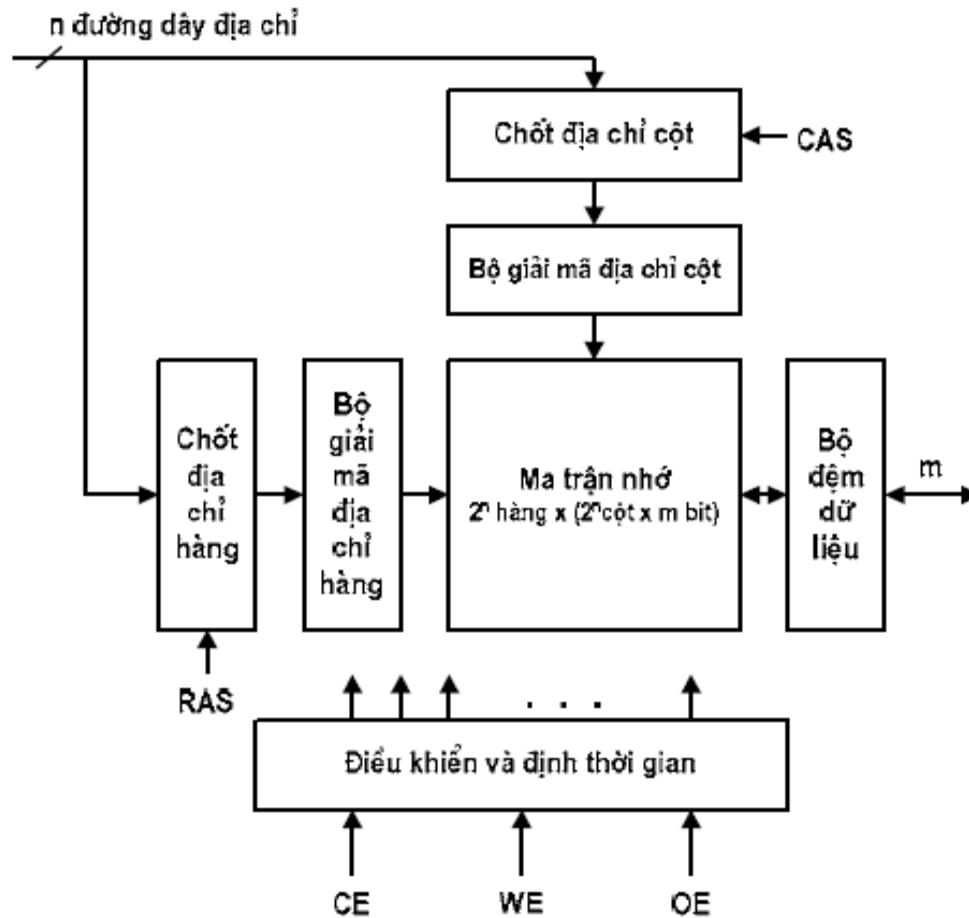 n đường dây địa chỉ
Chốt địa chỉ cột
CAS
Bộ giải mã địa chỉ cột
Chốt
địa
chỉ
hàng
Bộ
giải
mã
địa
chỉ
hàng
Ma trận nhớ
2ⁿ hàng x (2ⁿ cột x m bit)
Bộ
đệm
dữ
liệu
m
RAS
. . .
Điều khiển và định thời gian
CE
WE
OE